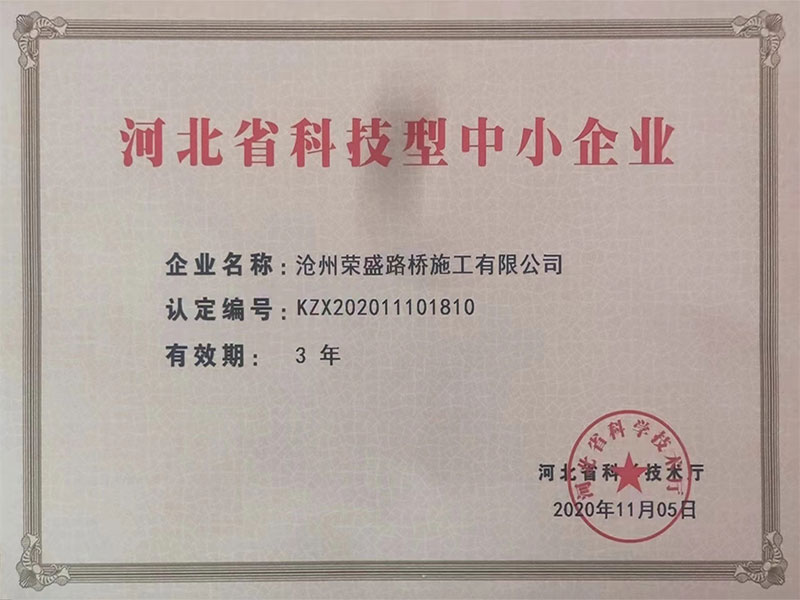 河北省科技型中小企业
企业名称：沧州荣盛路桥施工有限公司
认定编号：KZX202011101810
有效期： 3 年
河北省科学技术厅
河北省科学技术厅
2020年11月05日